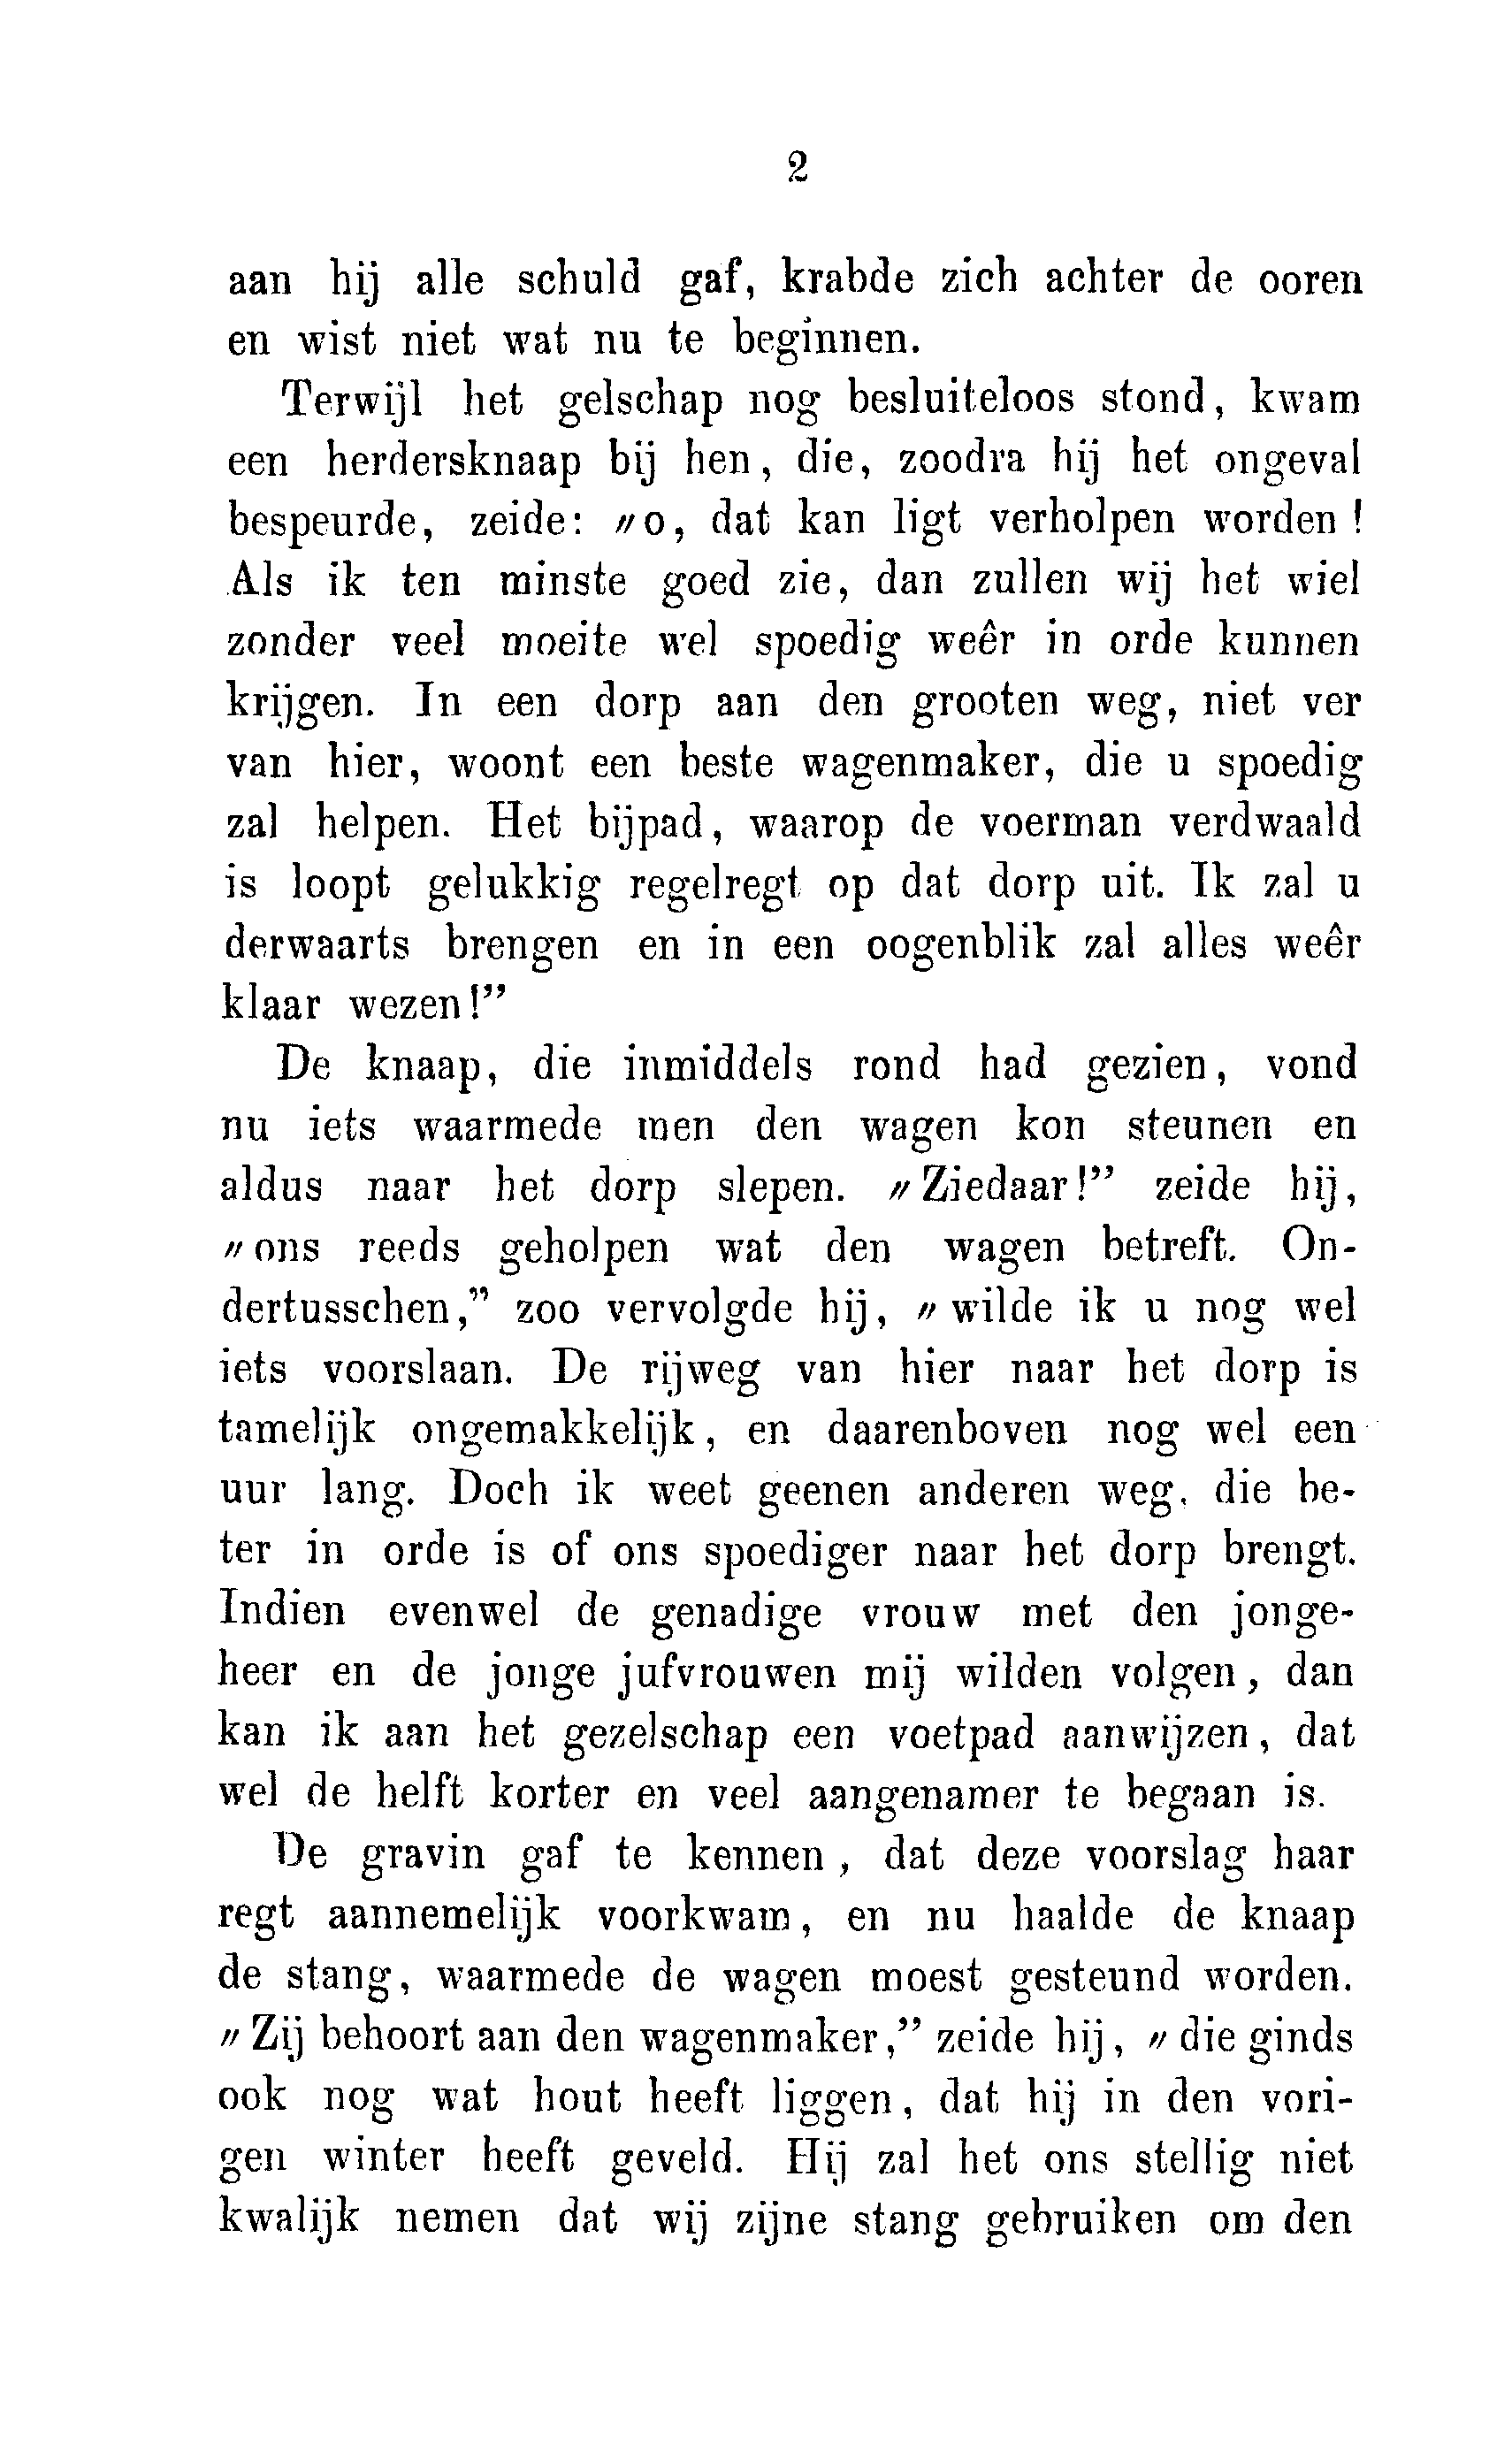 2
aan hij alle schuld gaf, krabde zich achter de ooren
en wist niet wat nu te beginnen.
Terwijl het gelschap nog besluiteloos stond, kwam
een herdersknaap bij hen, die, zoodra hij het ongeval
bespeurde, zeide: "o, dat kan ligt verholpen worden!
Als ik ten minste goed zie, dan zullen wij het wiel
zonder veel moeite wel spoedig weêr in orde kunnen
krijgen. In een dorp aan den grooten weg, niet ver
van hier, woont een beste wagenmaker, die u spoedig
zal helpen. Het bijpad, waarop de voerman verdwaald
is loopt gelukkig regelregt op dat dorp uit. Ik zal u
derwaarts brengen en in een oogenblik zal alles weêr
klaar wezen!”
De knaap, die inmiddels rond had gezien, vond
nu iets waarmede men den wagen kon steunen en
aldus naar het dorp slepen. "Ziedaar!” zeide hij,
"ons reeds geholpen wat den wagen betreft. On-
dertusschen,” zoo vervolgde hij, "wilde ik u nog wel
iets voorslaan. De rijweg van hier naar het dorp is
tamelijk ongemakkelijk, en daarenboven nog wel een
uur lang. Doch ik weet geenen anderen weg, die be-
ter in orde is of ons spoediger naar het dorp brengt.
Indien evenwel de genadige vrouw met den jonge-
heer en de jonge jufvrouwen mij wilden volgen, dan
kan ik aan het gezelschap een voetpad aanwijzen, dat
wel de helft korter en veel aangenamer te begaan is.
De gravin gaf te kennen, dat deze voorslag haar
regt aannemelijk voorkwam, en nu haalde de knaap
de stang, waarmede de wagen moest gesteund worden.
"Zij behoort aan den wagenmaker,” zeide hij, "die ginds
ook nog wat hout heeft liggen, dat hij in den vori-
gen winter heeft geveld. Hij zal het ons stellig niet
kwalijk nemen dat wij zijne stang gebruiken om den